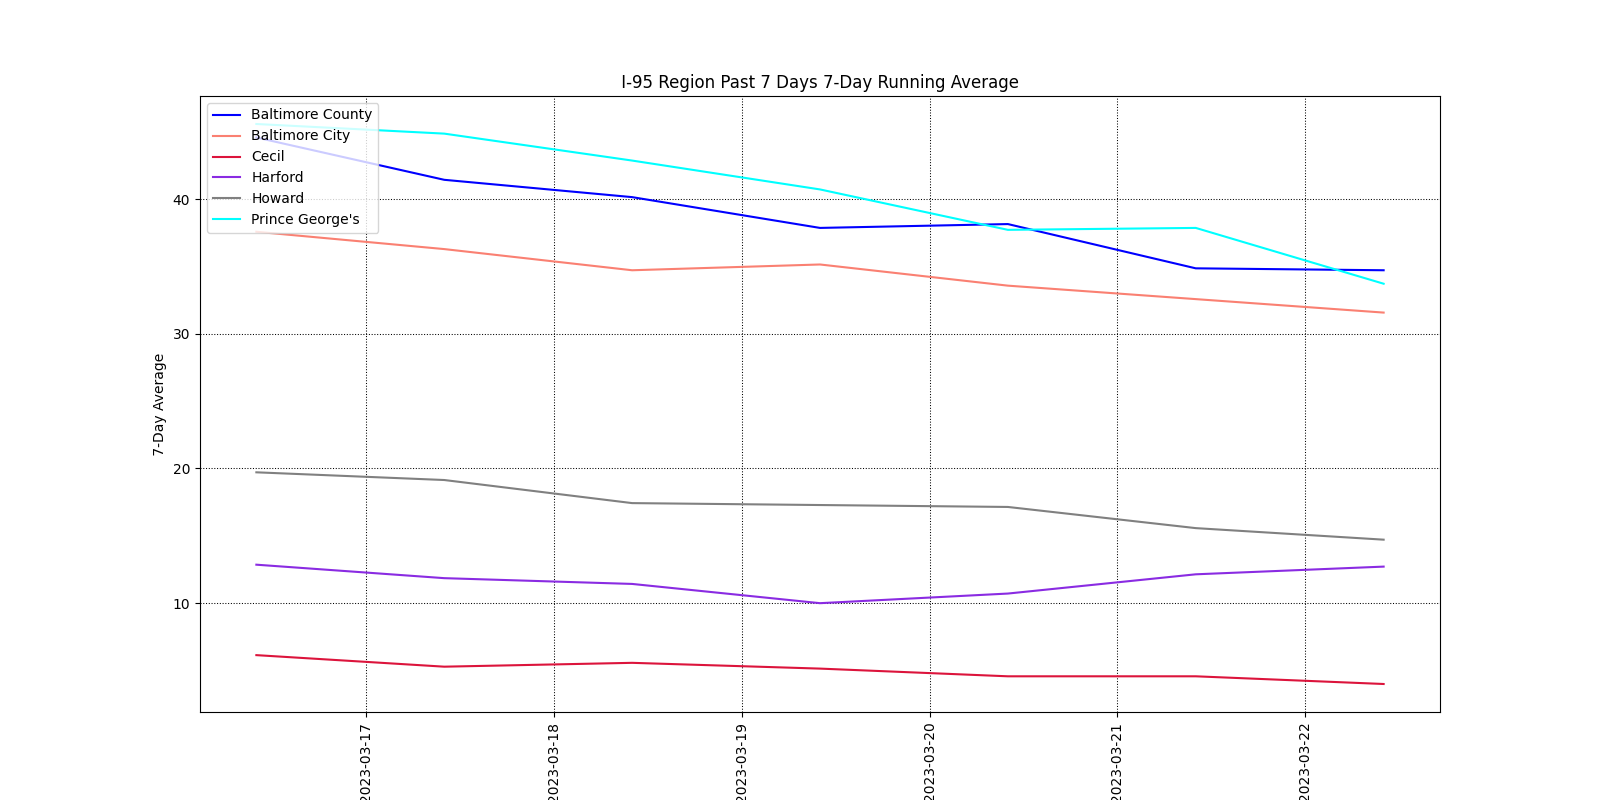 I-95 Region Past 7 Days 7-Day Running Average
Baltimore County
Baltimore City
Cecil
Harford
Howard
Prince George's
7-Day Average
40
30
20
10
2023-03-17
2023-03-18
2023-03-19
2023-03-20
2023-03-21
2023-03-22